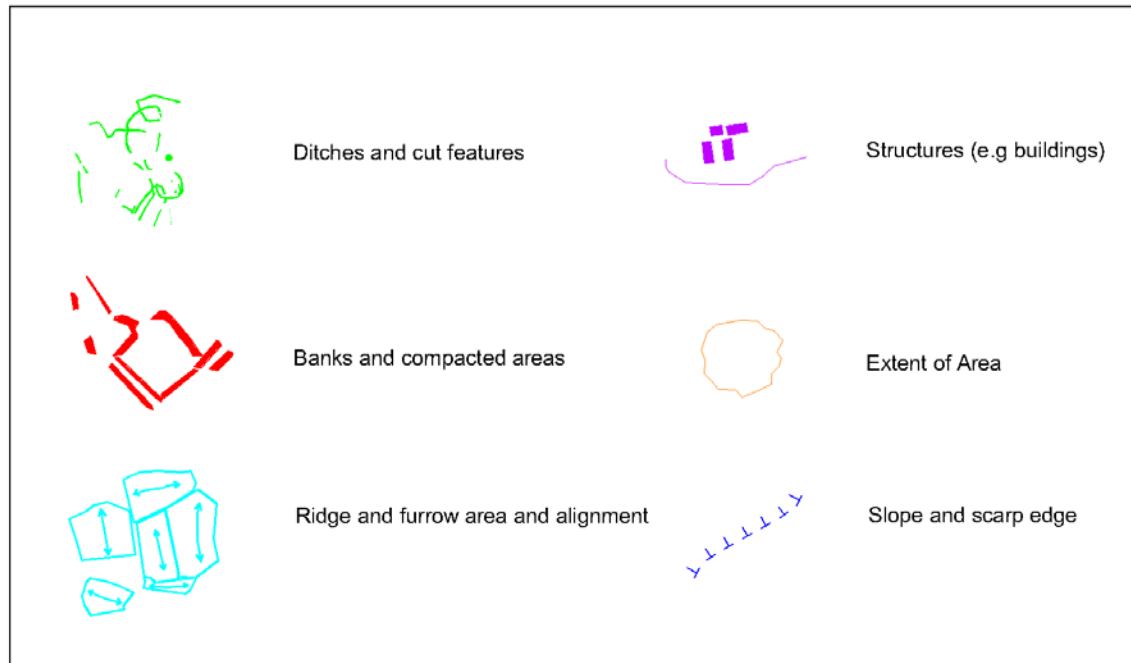 Ditches and cut features
Structures (e.g buildings)
Banks and compacted areas
Extent of Area
Ridge and furrow area and alignment
Slope and scarp edge